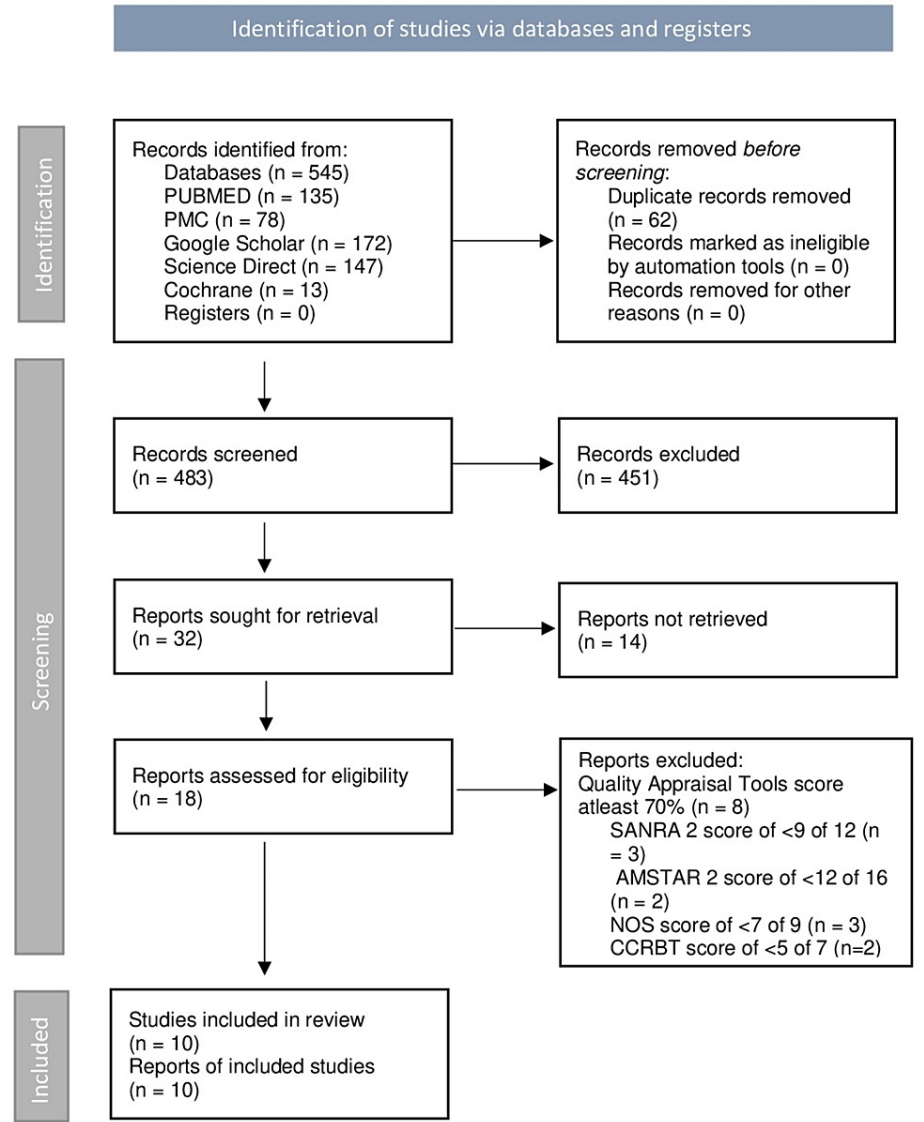 Identification of studies via databases and registers
Identification
Records identified from:
Databases (n = 545)
PUBMED (n = 135)
PMC (n = 78)
Google Scholar (n = 172)
Science Direct (n = 147)
Cochrane (n = 13)
Registers (n = 0)
Records removed before
screening:
Duplicate records removed
(n = 62)
Records marked as ineligible
by automation tools (n = 0)
Records removed for other
reasons (n = 0)
Screening
Records screened
(n = 483)
Records excluded
(n = 451)
Reports sought for retrieval
(n = 32)
Reports not retrieved
(n = 14)
Reports assessed for eligibility
(n = 18)
Reports excluded:
Quality Appraisal Tools score
atleast 70% (n = 8)
SANRA 2 score of <9 of 12 (n
= 3)
AMSTAR 2 score of <12 of 16
(n = 2)
NOS score of <7 of 9 (n = 3)
CCRBT score of <5 of 7 (n=2)
Included
Studies included in review
(n = 10)
Reports of included studies
(n = 10)